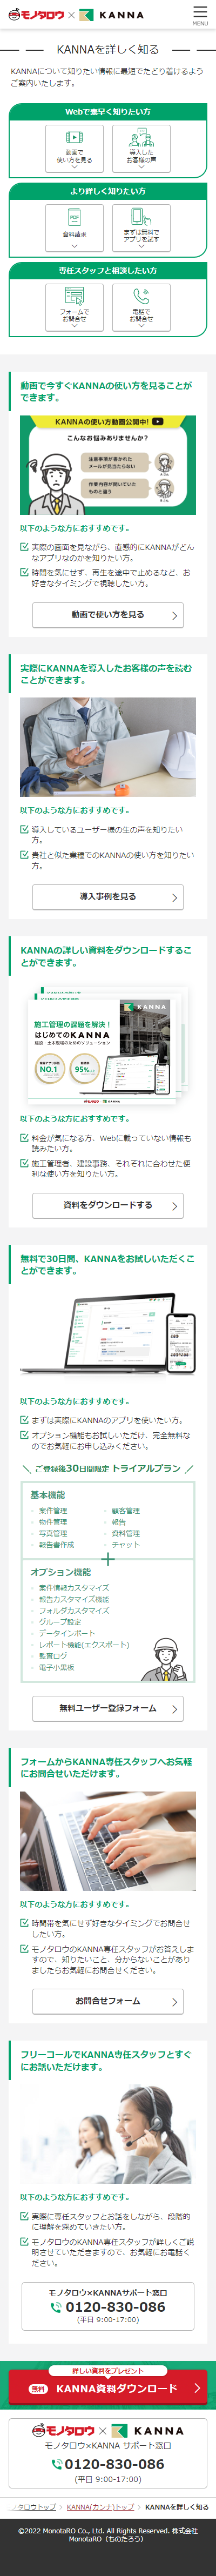 モノタロウ × KANNA
MENU
KANNAを詳しく知る
KANNAについて知りたい情報に最短でたどり着けるよう
ご案内いたします。
Webで素早く知りたい方
動画で
使い方を見る
導入した
お客様の声
より詳しく知りたい方
PDF
資料請求
まずは無料で
アプリを試す
専任スタッフと相談したい方
フォームで
お問合せ
電話で
お問合せ
動画で今すぐKANNAの使い方を見ることが
できます。
KANNAの使い方動画公開中!
こんなお悩みありませんか?
注意事項が書かれた
メールが見当たらない
作業内容が聞いていた
ものと違う
以下のような方におすすめです。
実際の画面を見ながら、直感的にKANNAがどん
なアプリなのかを知りたい方。
時間を気にせず、再生を途中で止めるなど、お
好きなタイミングで視聴したい方。
動画で使い方を見る
実際にKANNAを導入したお客様の声を読む
ことができます。
以下のような方におすすめです。
導入しているユーザー様の生の声を知りたい
方。
貴社と似た業種でのKANNAの使い方を知りたい
方。
導入事例を見る
KANNAの詳しい資料をダウンロードするこ
とができます。
KANNA
施工管理の課題を解決!
はじめてのKANNA
NO.1
95%
以下のような方におすすめです。
料金が気になる方、Webに載っていない情報も
読みたい方。
施工管理者、建設事務、それぞれに合わせた便
利な使い方を知りたい方。
資料をダウンロードする
無料で30日間、KANNAをお試しいただくこ
とができます。
以下のような方におすすめです。
まずは実際にKANNAのアプリを使いたい方。
オプション機能もお試しいただけ、完全無料な
のでお気軽にお申し込みください。
ご登録後30日間限定 トライアルプラン
基本機能
案件管理 顧客管理
物件管理 報告
写真管理 資料管理
報告書作成 チャット
オプション機能
案件情報カスタマイズ
報告カスタマイズ機能
フォルダカスタマイズ
グループ設定
データインポート
レポート機能(エクスポート)
監査ログ
電子小黒板
無料ユーザー登録フォーム
フォームからKANNA専任スタッフへお気軽
にお問合せいただけます。
以下のような方におすすめです。
時間帯を気にせず好きなタイミングでお問合せ
したい方。
モノタロウのKANNA専任スタッフがお答えしま
すので、知りたいこと、分からないことがあり
ましたらお気軽にお問合せください。
お問合せフォーム
フリーコールでKANNA専任スタッフとすぐ
にお話いただけます。
以下のような方におすすめです。
実際に専任スタッフとお話をしながら、段階的
に理解を深めていきたい方。
モノタロウのKANNA専任スタッフが詳しくご説
明させていただきますので、お気軽にお電話く
ださい。
モノタロウ×KANNAサポート窓口
0120-830-086
(平日 9:00-17:00)
詳しい資料をプレゼント
無料 KANNA資料ダウンロード
モノタロウ × KANNA
モノタロウ×KANNA サポート窓口
0120-830-086
(平日 9:00-17:00)
ノタロウトップ > KANNA(カンナ)トップ > KANNAを詳しく知る
©2022 MonotaRO Co., Ltd. All Rights Reserved. 株式会社
MonotaRO（ものたろう）